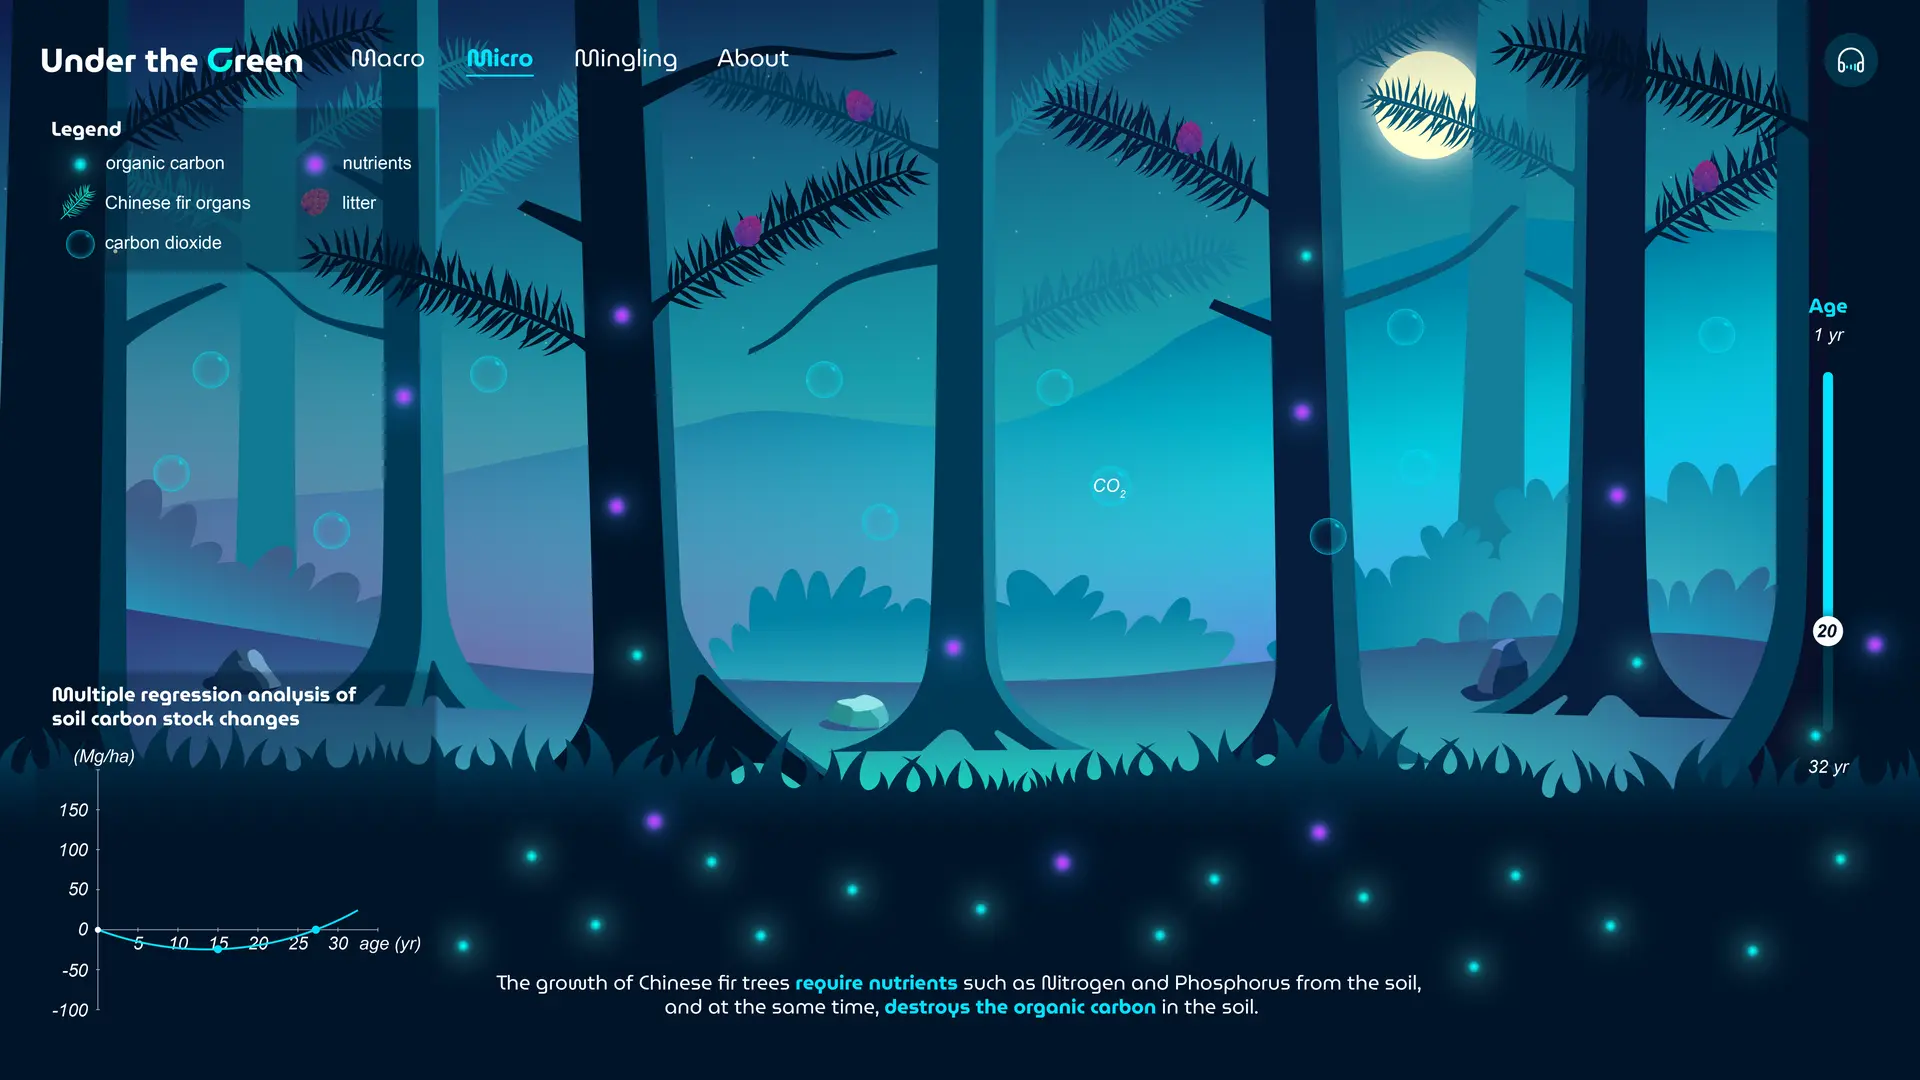 Under the Green
Macro
Micro
Mingling
About
Legend
organic carbon
nutrients
Chinese fir organs
litter
carbon dioxide
Age
1 yr
CO₂
20
32 yr
Multiple regression analysis of
soil carbon stock changes
(Mg/ha)
150
100
50
0
5 10 15 20 25 30 age (yr)
-50
-100
The growth of Chinese fir trees require nutrients such as Nitrogen and Phosphorus from the soil,
and at the same time, destroys the organic carbon in the soil.